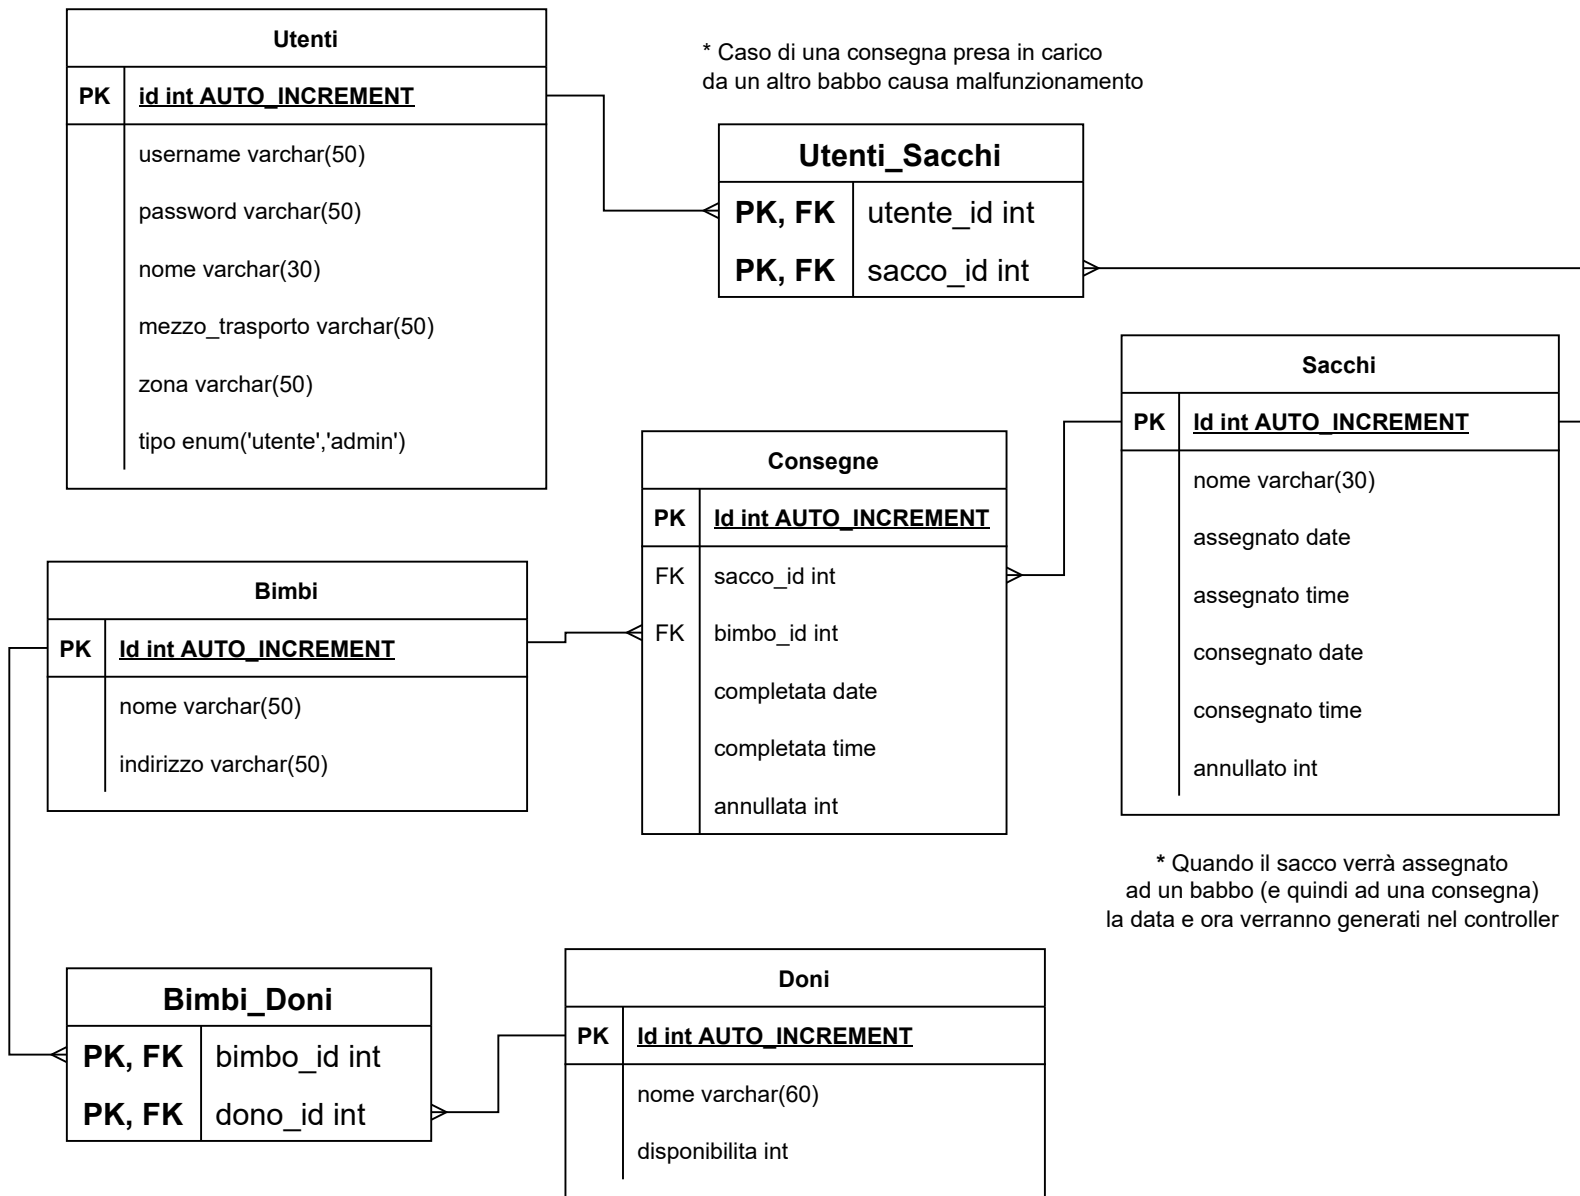 Utenti
PK id int AUTO_INCREMENT
username varchar(50)
password varchar(50)
nome varchar(30)
mezzo_trasporto varchar(50)
zona varchar(50)
tipo enum('utente','admin')
* Caso di una consegna presa in carico
da un altro babbo causa malfunzionamento
Utenti_Sacchi
PK, FK utente_id int
PK, FK sacco_id int
Sacchi
PK Id int AUTO_INCREMENT
nome varchar(30)
assegnato date
assegnato time
consegnato date
consegnato time
annullato int
* Quando il sacco verrà assegnato
ad un babbo (e quindi ad una consegna)
la data e ora verranno generati nel controller
Consegne
PK Id int AUTO_INCREMENT
FK sacco_id int
FK bimbo_id int
completata date
completata time
annullata int
Bimbi
PK Id int AUTO_INCREMENT
nome varchar(50)
indirizzo varchar(50)
Bimbi_Doni
PK, FK bimbo_id int
PK, FK dono_id int
Doni
PK Id int AUTO_INCREMENT
nome varchar(60)
disponibilita int